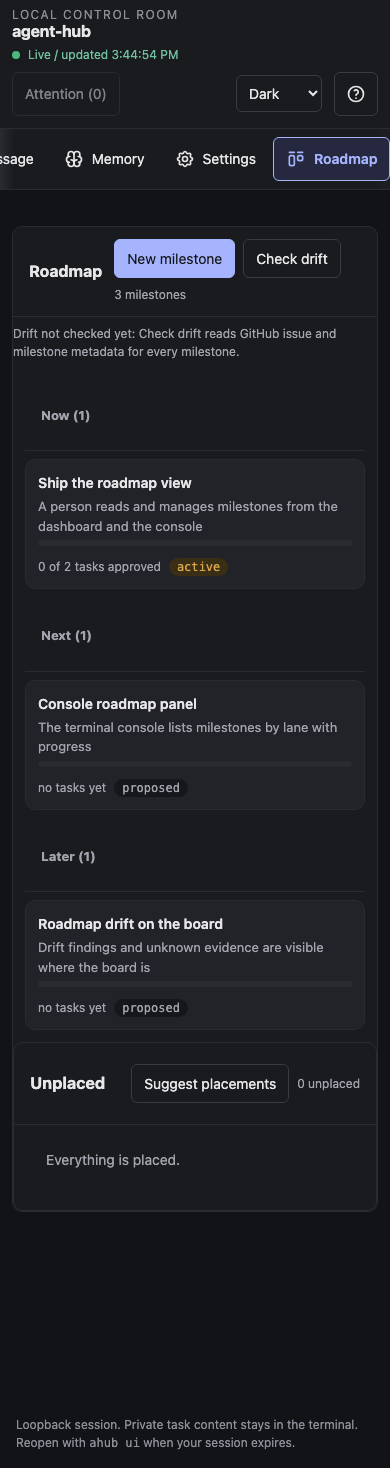 LOCAL CONTROL ROOM
agent-hub
Live / updated 3:44:54 PM
Attention (0)
Dark
ssage
Memory
Settings
Roadmap
Roadmap
New milestone
Check drift
3 milestones
Drift not checked yet: Check drift reads GitHub issue and
milestone metadata for every milestone.
Now (1)
Ship the roadmap view
A person reads and manages milestones from the
dashboard and the console
0 of 2 tasks approved active
Next (1)
Console roadmap panel
The terminal console lists milestones by lane with
progress
no tasks yet proposed
Later (1)
Roadmap drift on the board
Drift findings and unknown evidence are visible
where the board is
no tasks yet proposed
Unplaced
Suggest placements
0 unplaced
Everything is placed.
Loopback session. Private task content stays in the terminal.
Reopen with ahub ui when your session expires.